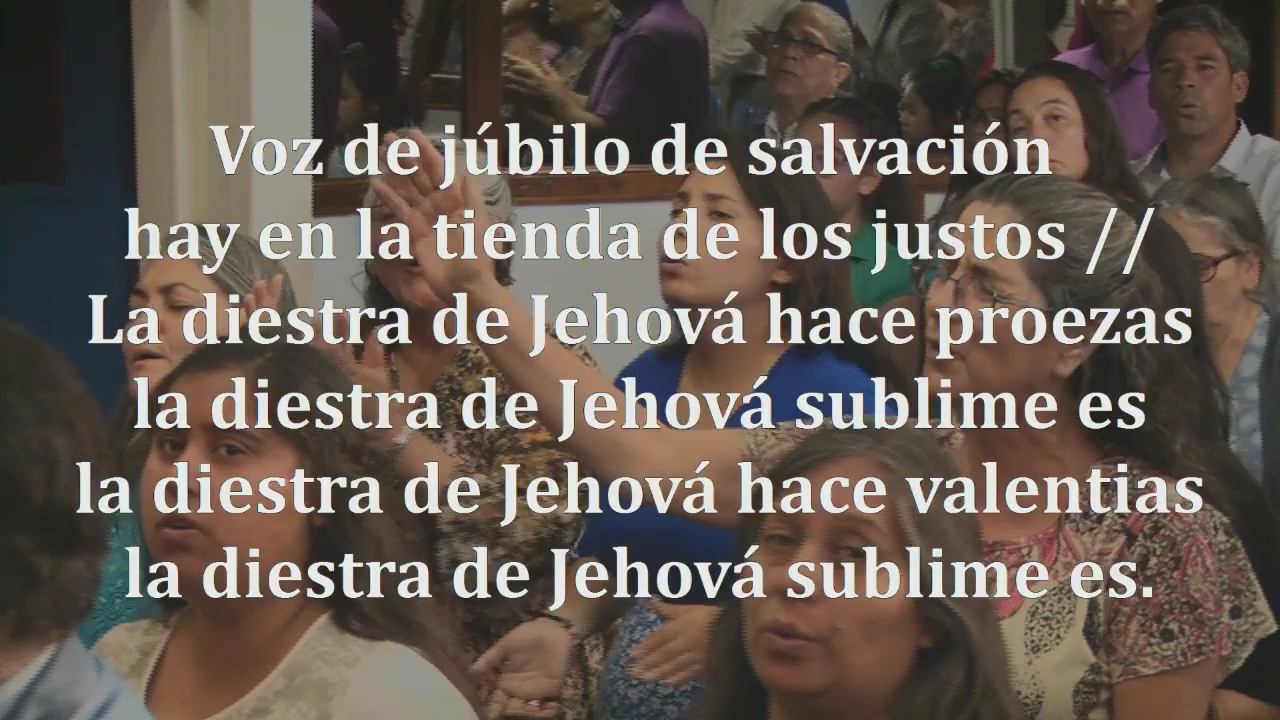 Voz de júbilo de salvación
hay en la tienda de los justos //
La diestra de Jehová hace proezas
la diestra de Jehová sublime es
la diestra de Jehová hace valentias
la diestra de Jehová sublime es.